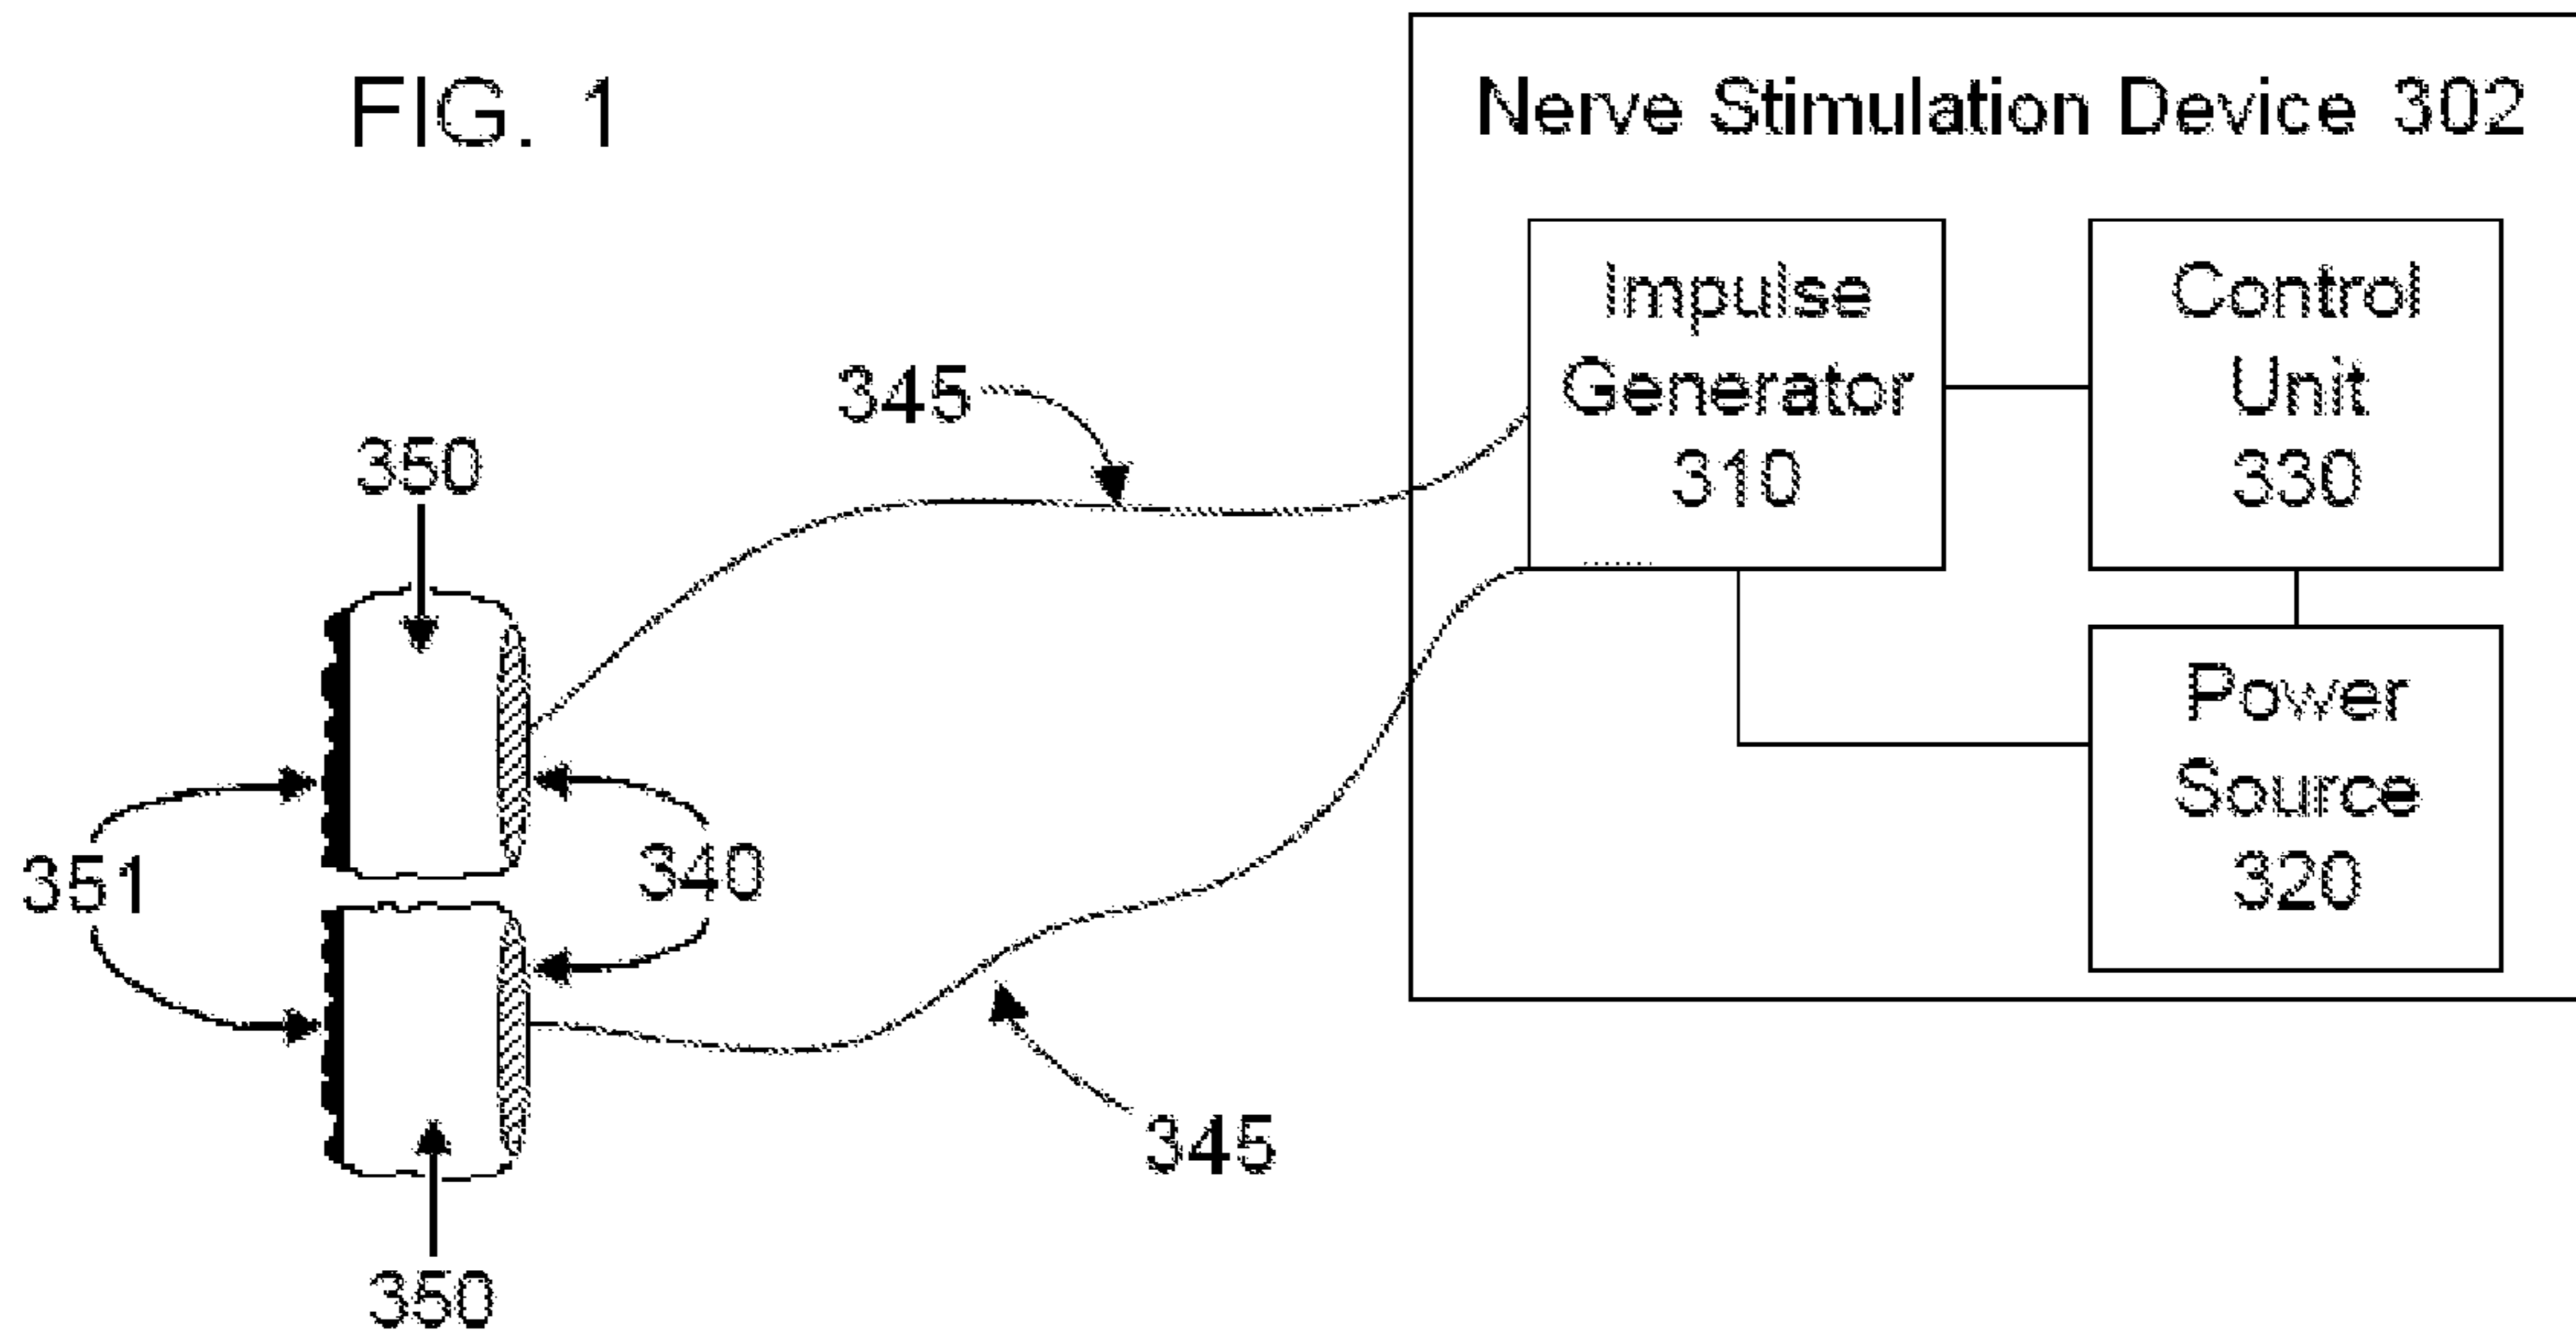 FIG. 1
Nerve Stimulation Device 302
Impulse
Generator
310
Control
Unit
330
345
350
Power
Source
320
351
340
345
350